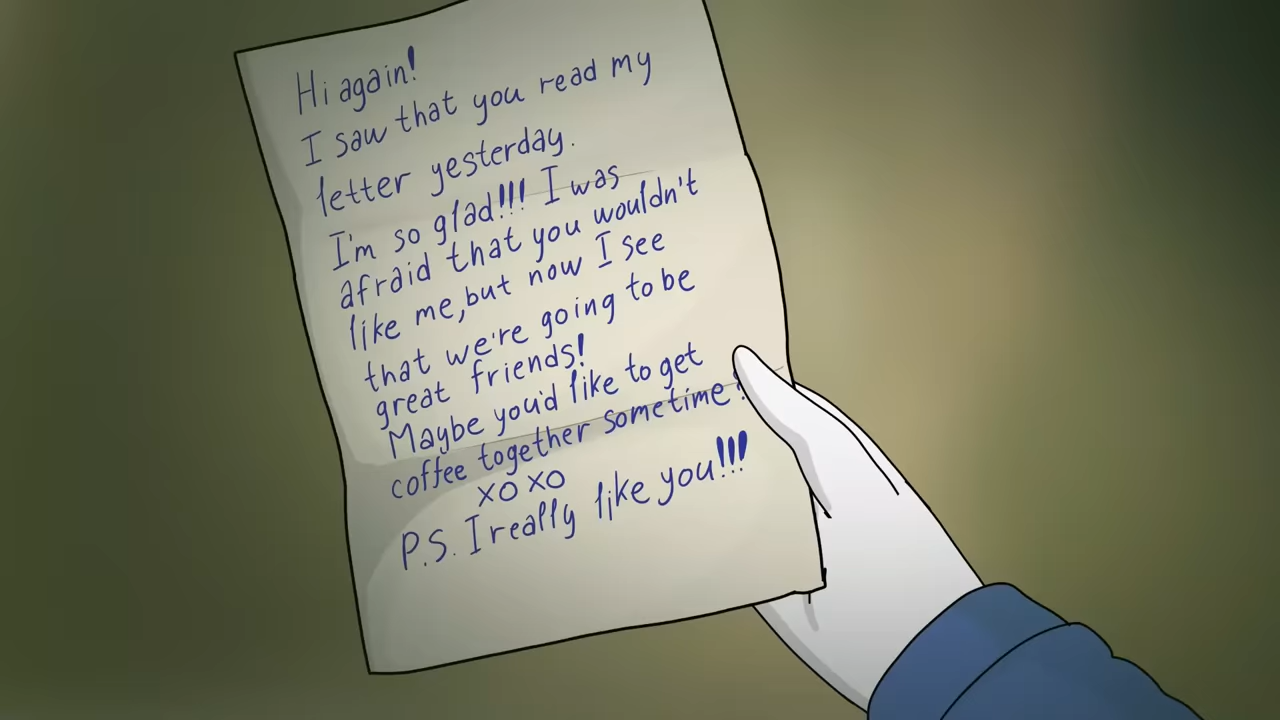 Hi again!
I saw that you read my
letter yesterday.
I'm so glad!!! I was
afraid that you wouldn't
like me, but now I see
that we're going to be
great friends!
Maybe you'd like to get
coffee together sometime?
XO XO
P.S. I really like you!!!